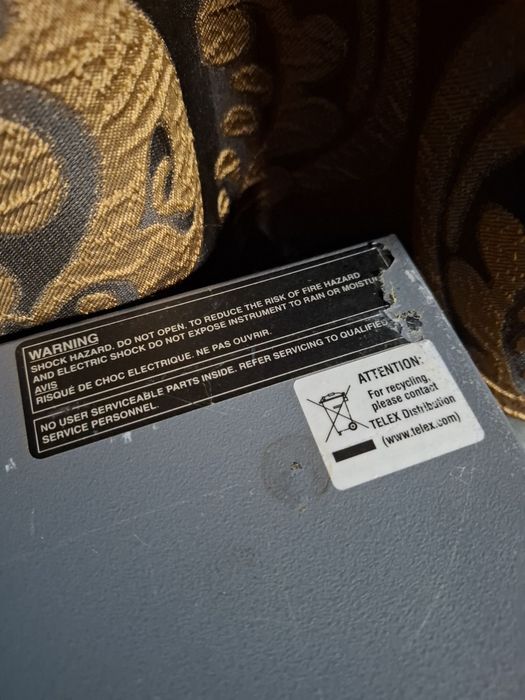 WARNING
SHOCK HAZARD. DO NOT OPEN. TO REDUCE THE RISK OF FIRE HAZARD
AND ELECTRIC SHOCK DO NOT EXPOSE INSTRUMENT TO RAIN OR MOISTU
AVIS
RISQUÉ DE CHOC ELECTRIQUE. NE PAS OUVRIR.
NO USER SERVICEABLE PARTS INSIDE. REFER SERVICING TO QUALIFIED
SERVICE PERSONNEL
ATTENTION:
For recycling,
please contact
TELEX Distribution
(www.telex.com)